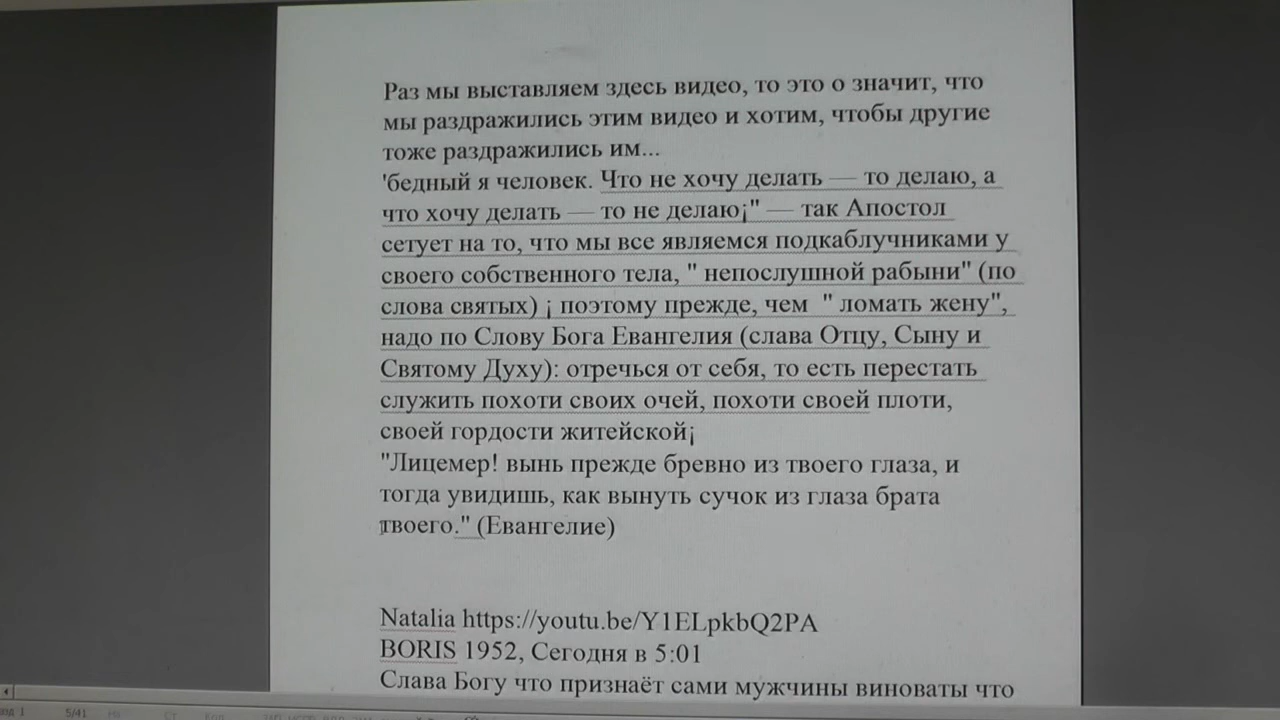 Раз мы выставляем здесь видео, то это о значит, что
мы раздражились этим видео и хотим, чтобы другие
тоже раздражились им...
'бедный я человек. Что не хочу делать — то делаю, а
что хочу делать — то не делаю¡" — так Апостол
сетует на то, что мы все являемся подкаблучниками у
своего собственного тела, " непослушной рабыни" (по
слова святых) ¡ поэтому прежде, чем " ломать жену",
надо по Слову Бога Евангелия (слава Отцу, Сыну и
Святому Духу): отречься от себя, то есть перестать
служить похоти своих очей, похоти своей плоти,
своей гордости житейской¡
"Лицемер! вынь прежде бревно из твоего глаза, и
тогда увидишь, как вынуть сучок из глаза брата
твоего." (Евангелие)
Natalia https://youtu.be/Y1ELpkbQ2PA
BORIS 1952, Сегодня в 5:01
Слава Богу что признаёт сами мужчины виноваты что
5/41